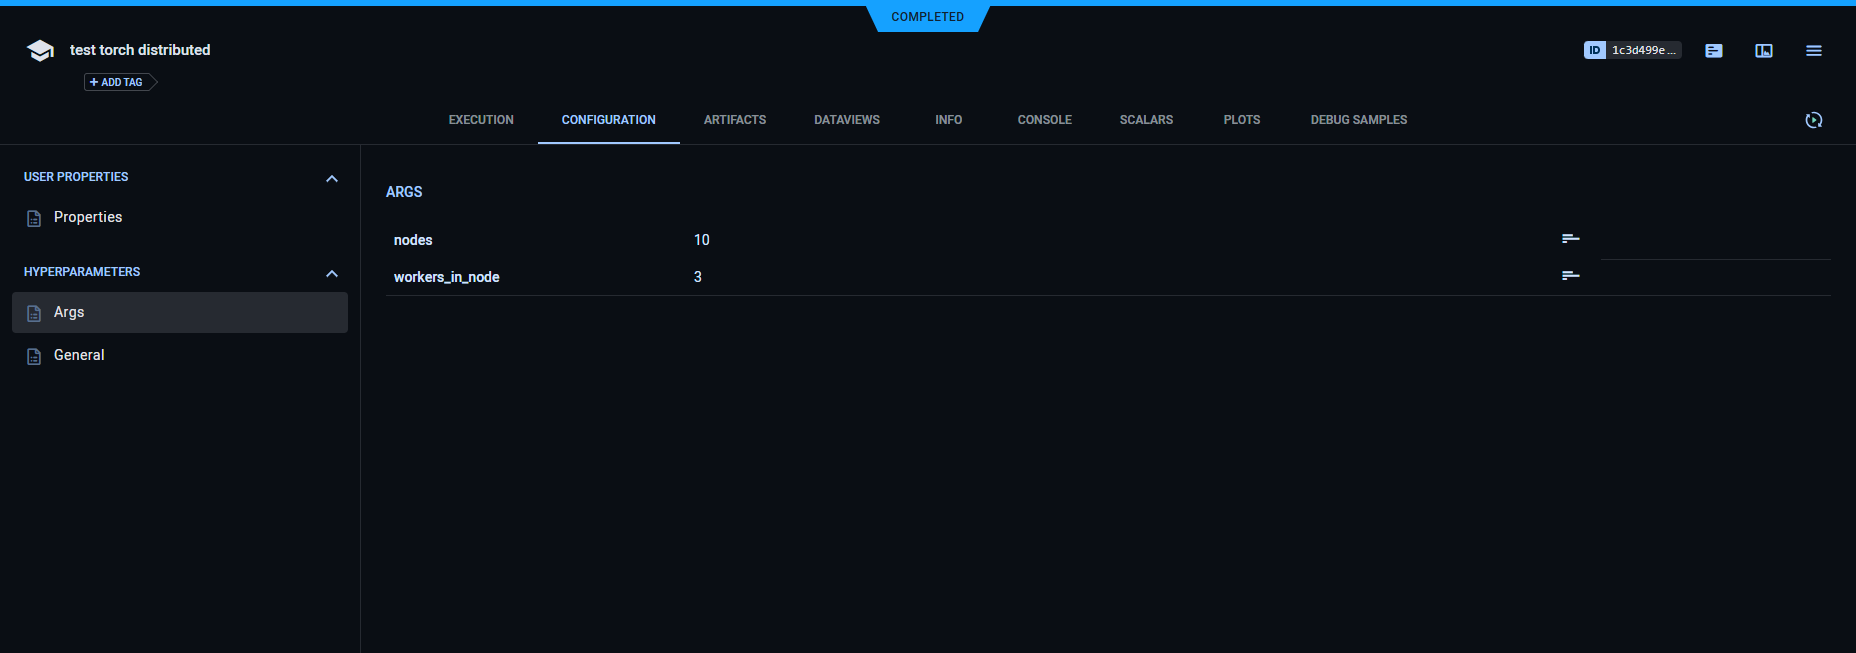 COMPLETED
test torch distributed
ID 1c3d499e...
+ ADD TAG
EXECUTION CONFIGURATION ARTIFACTS DATAVIEWS INFO CONSOLE SCALARS PLOTS DEBUG SAMPLES
USER PROPERTIES
Properties
HYPERPARAMETERS
Args
General
ARGS
nodes 10
workers_in_node 3